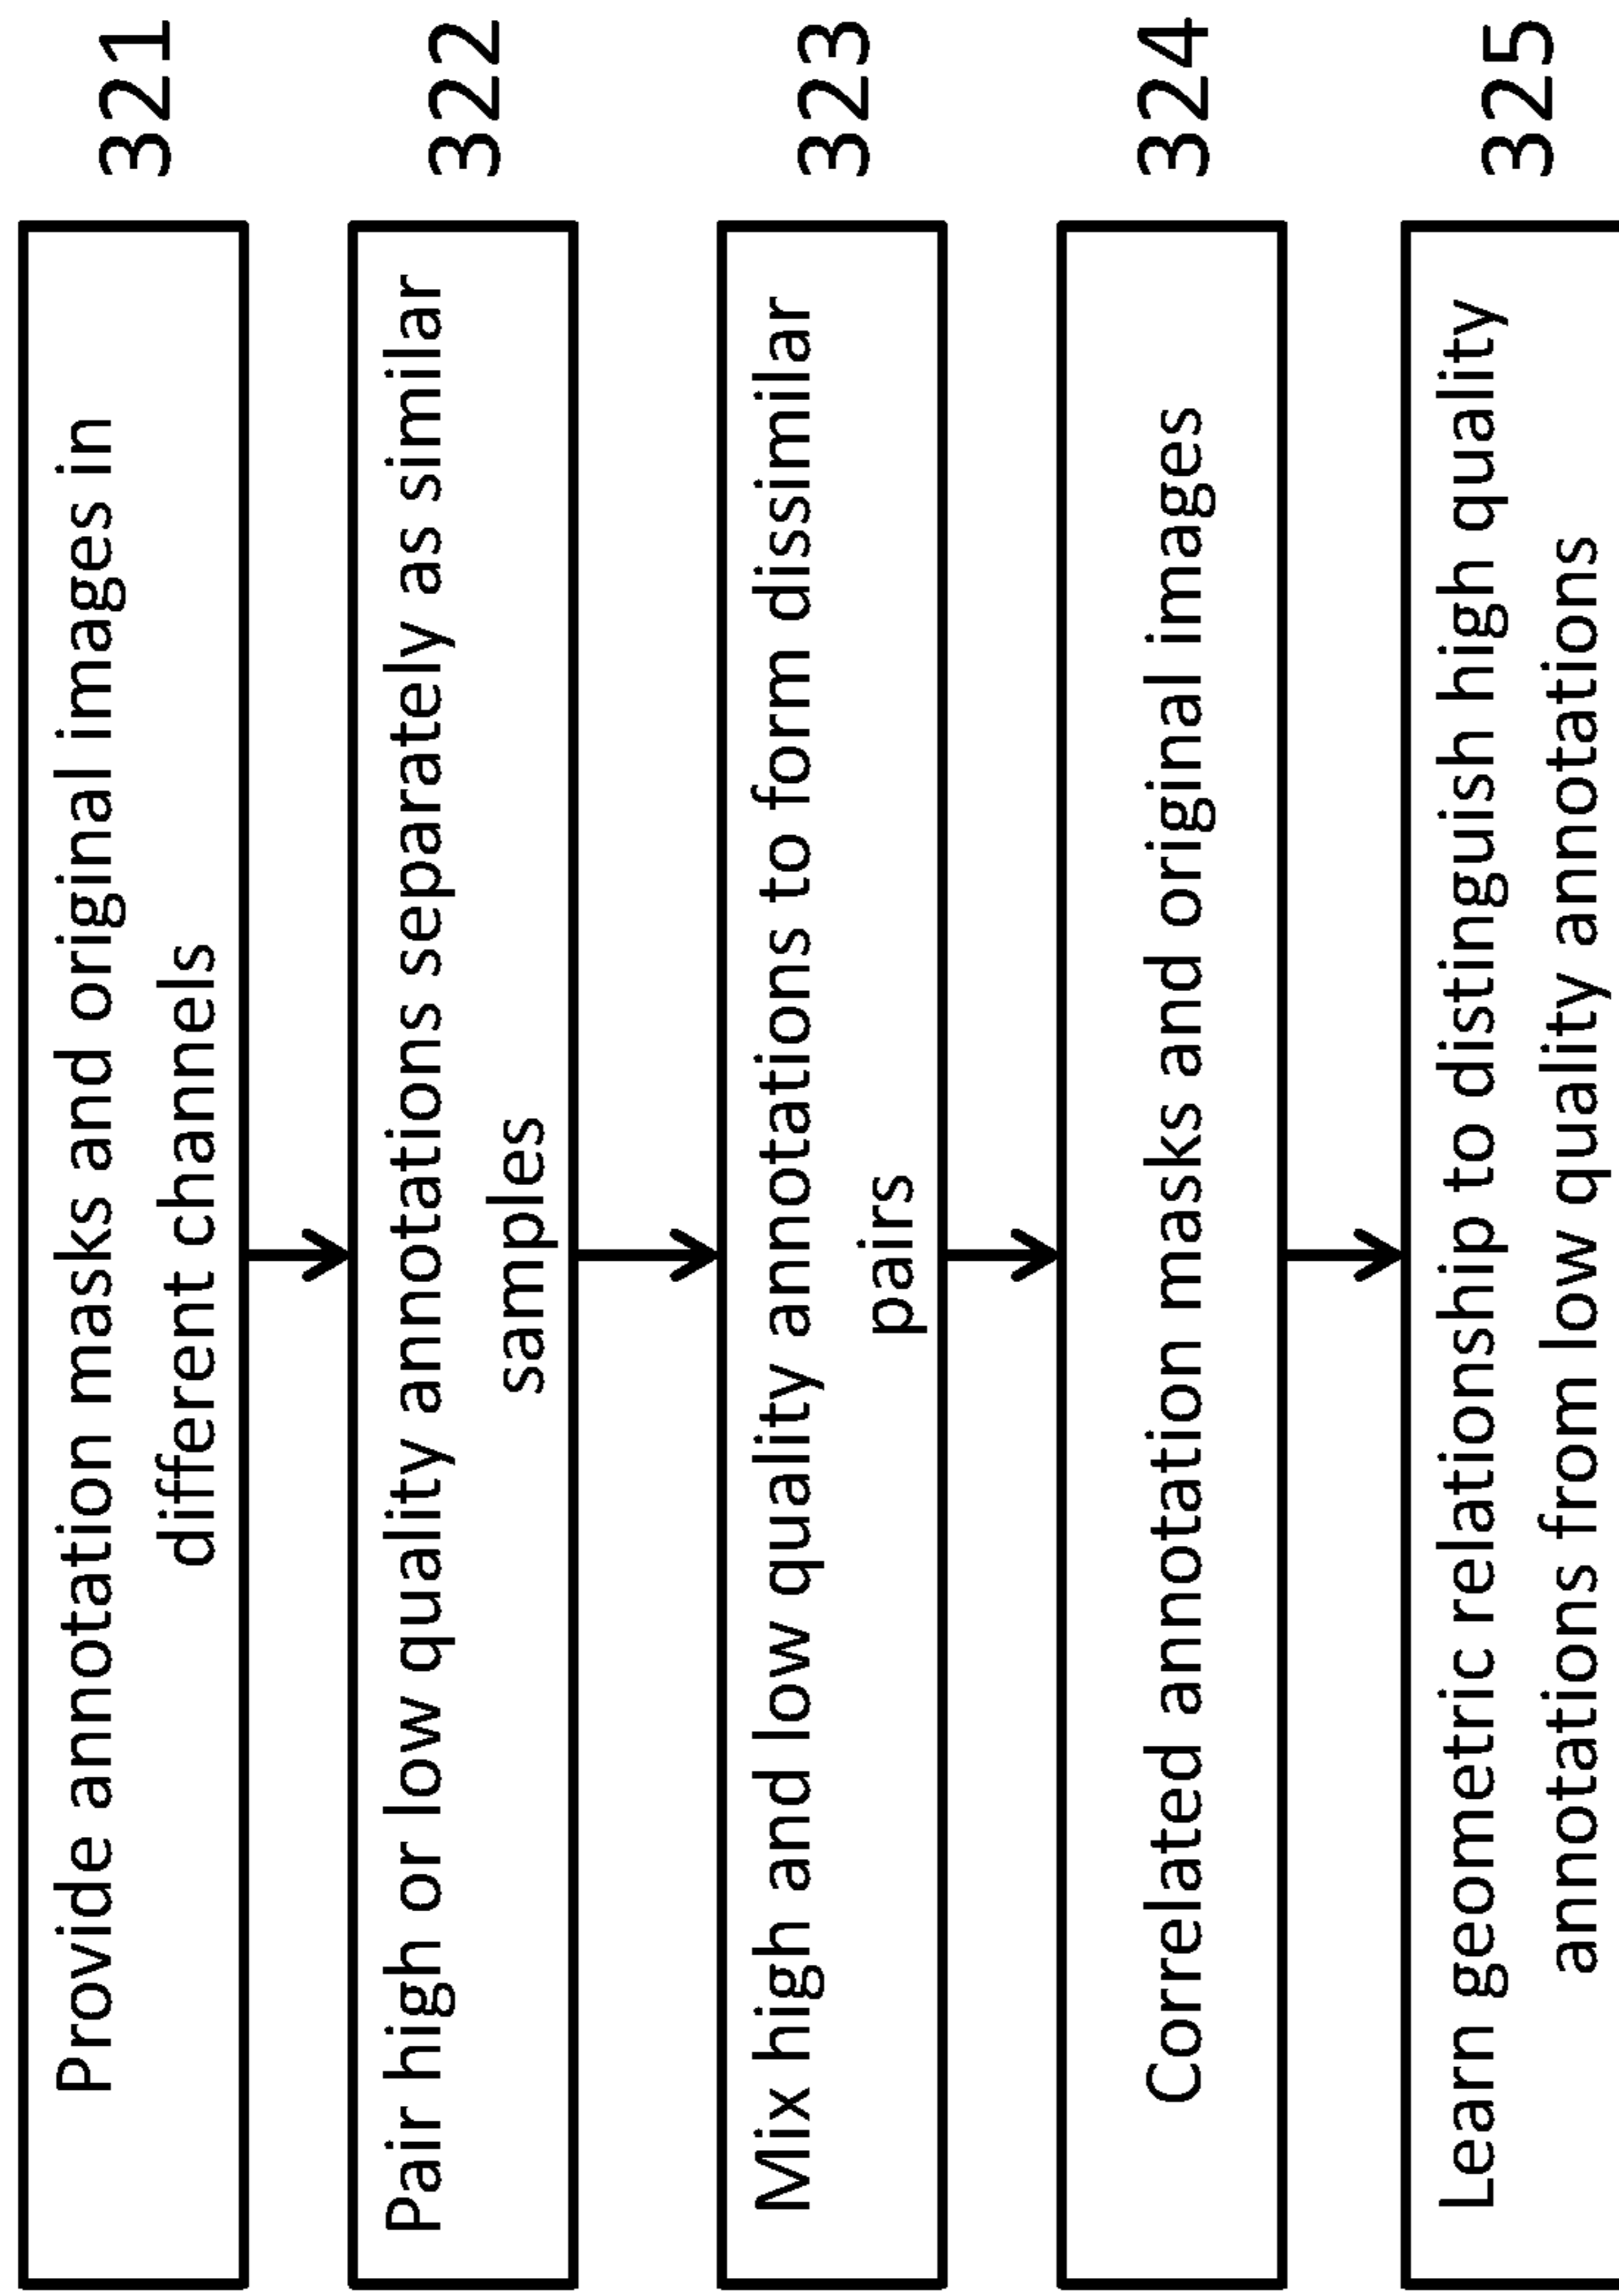 Provide annotation masks and original images in
different channels
321
Pair high or low quality annotations separately as similar
samples
322
Mix high and low quality annotations to form dissimilar
pairs
323
Correlated annotation masks and original images
324
Learn geometric relationship to distinguish high quality
annotations from low quality annotations
325